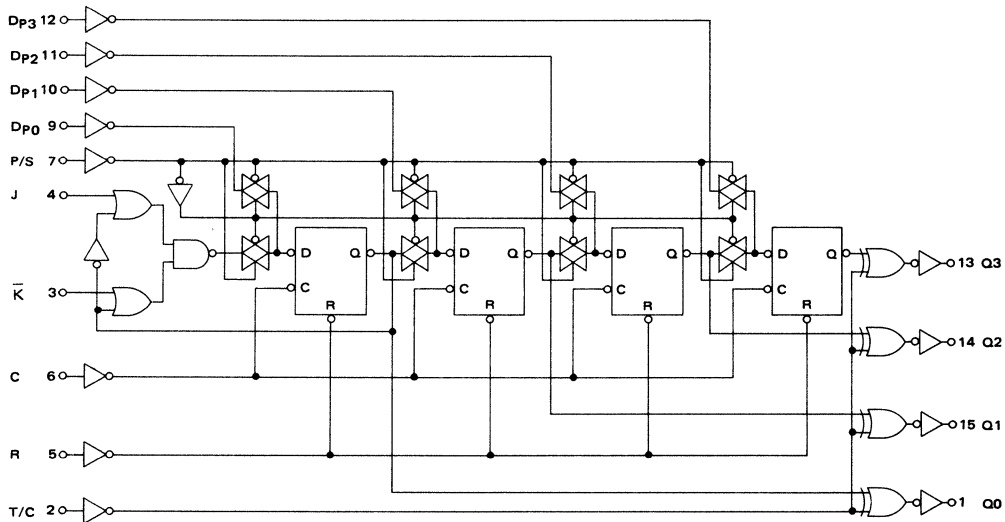 DP3 12
DP2 11
DP1 10
DP0 9
P/S 7
J 4
D Q
C
R
D Q
C
R
D Q
C
R
D Q
C
R
13 Q3
K̅ 3
14 Q2
C 6
15 Q1
R 5
T/C 2
1 Q0